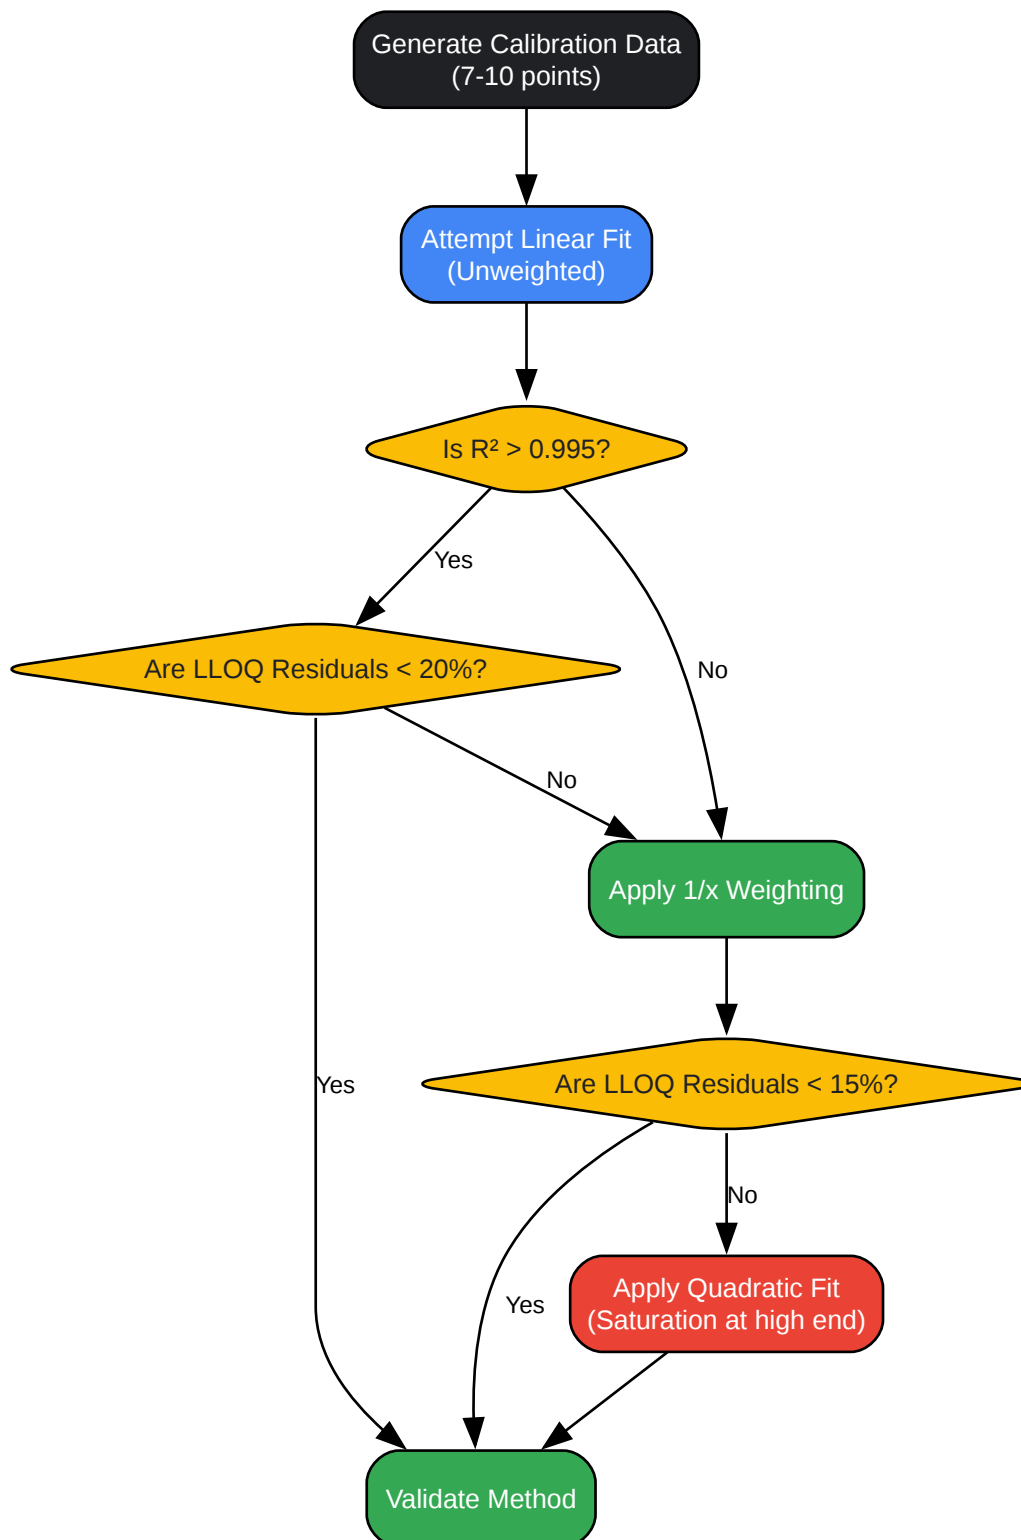 Generate Calibration Data
(7-10 points)
Attempt Linear Fit
(Unweighted)
Is R² > 0.995?
Yes
Are LLOQ Residuals < 20%?
No
No
Apply 1/x Weighting
Are LLOQ Residuals < 15%?
Yes
No
Apply Quadratic Fit
(Saturation at high end)
Yes
Validate Method